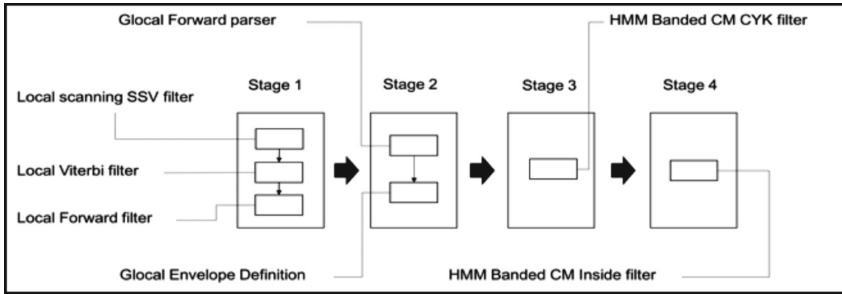 Glocal Forward parser
HMM Banded CM CYK filter
Stage 1
Stage 2
Stage 3
Stage 4
Local scanning SSV filter
Local Viterbi filter
Local Forward filter
Glocal Envelope Definition
HMM Banded CM Inside filter